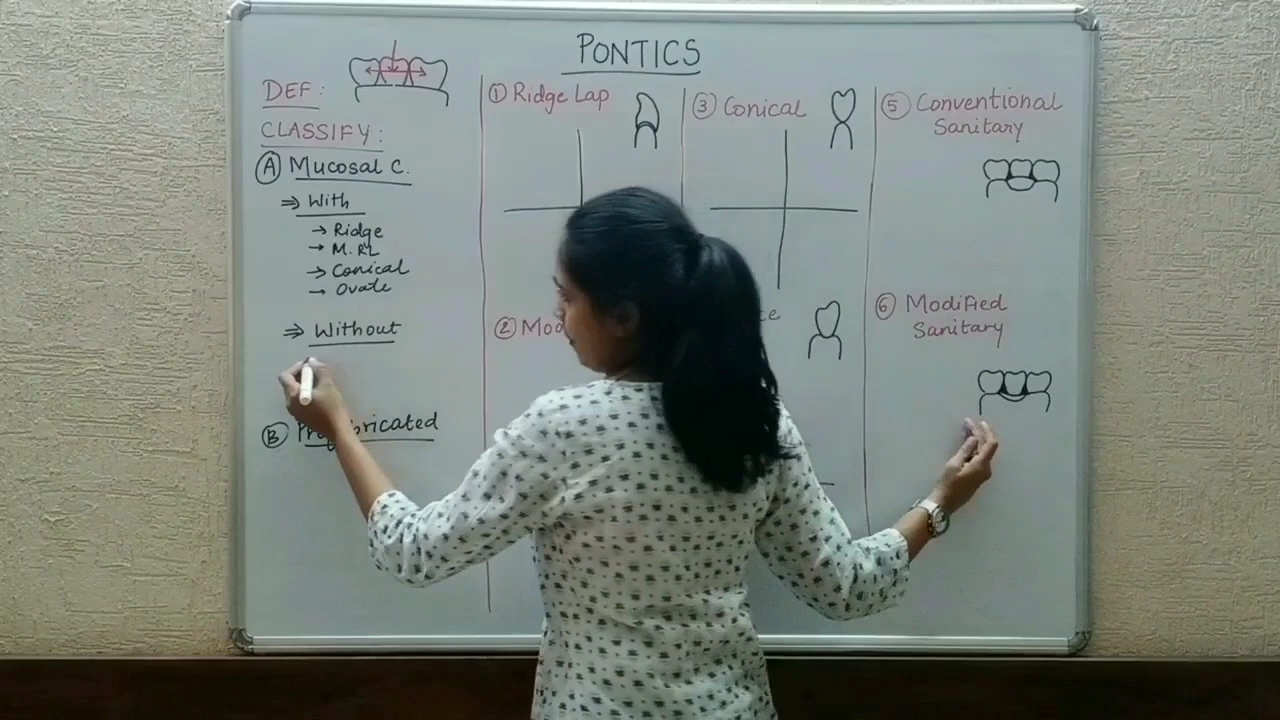 PONTICS
DEF:
CLASSIFY:
Ⓐ Mucosal C.
⇒ With
→ Ridge
→ M. RL
→ Conical
→ Ovate
⇒ Without
Ⓑ
① Ridge Lap
②
③ Conical
⑤ Conventional
Sanitary
⑥ Modified
Sanitary